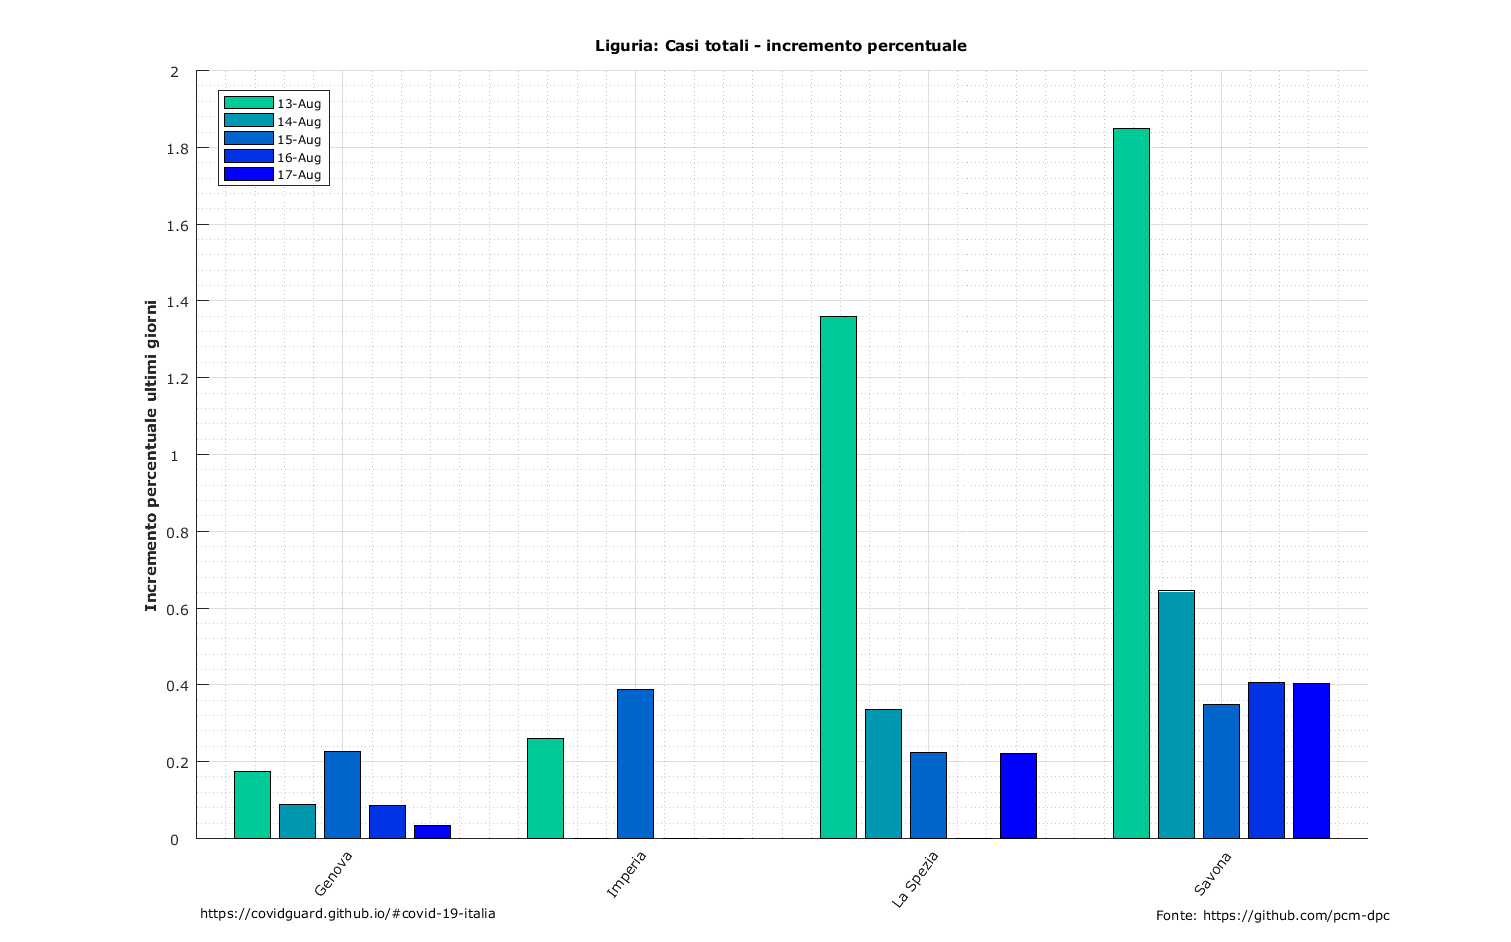 Liguria: Casi totali - incremento percentuale
Incremento percentuale ultimi giorni
2
1.8
1.6
1.4
1.2
1
0.8
0.6
0.4
0.2
0
13-Aug
14-Aug
15-Aug
16-Aug
17-Aug
Genova
Imperia
La Spezia
Savona
https://covidguard.github.io/#covid-19-italia
Fonte: https://github.com/pcm-dpc